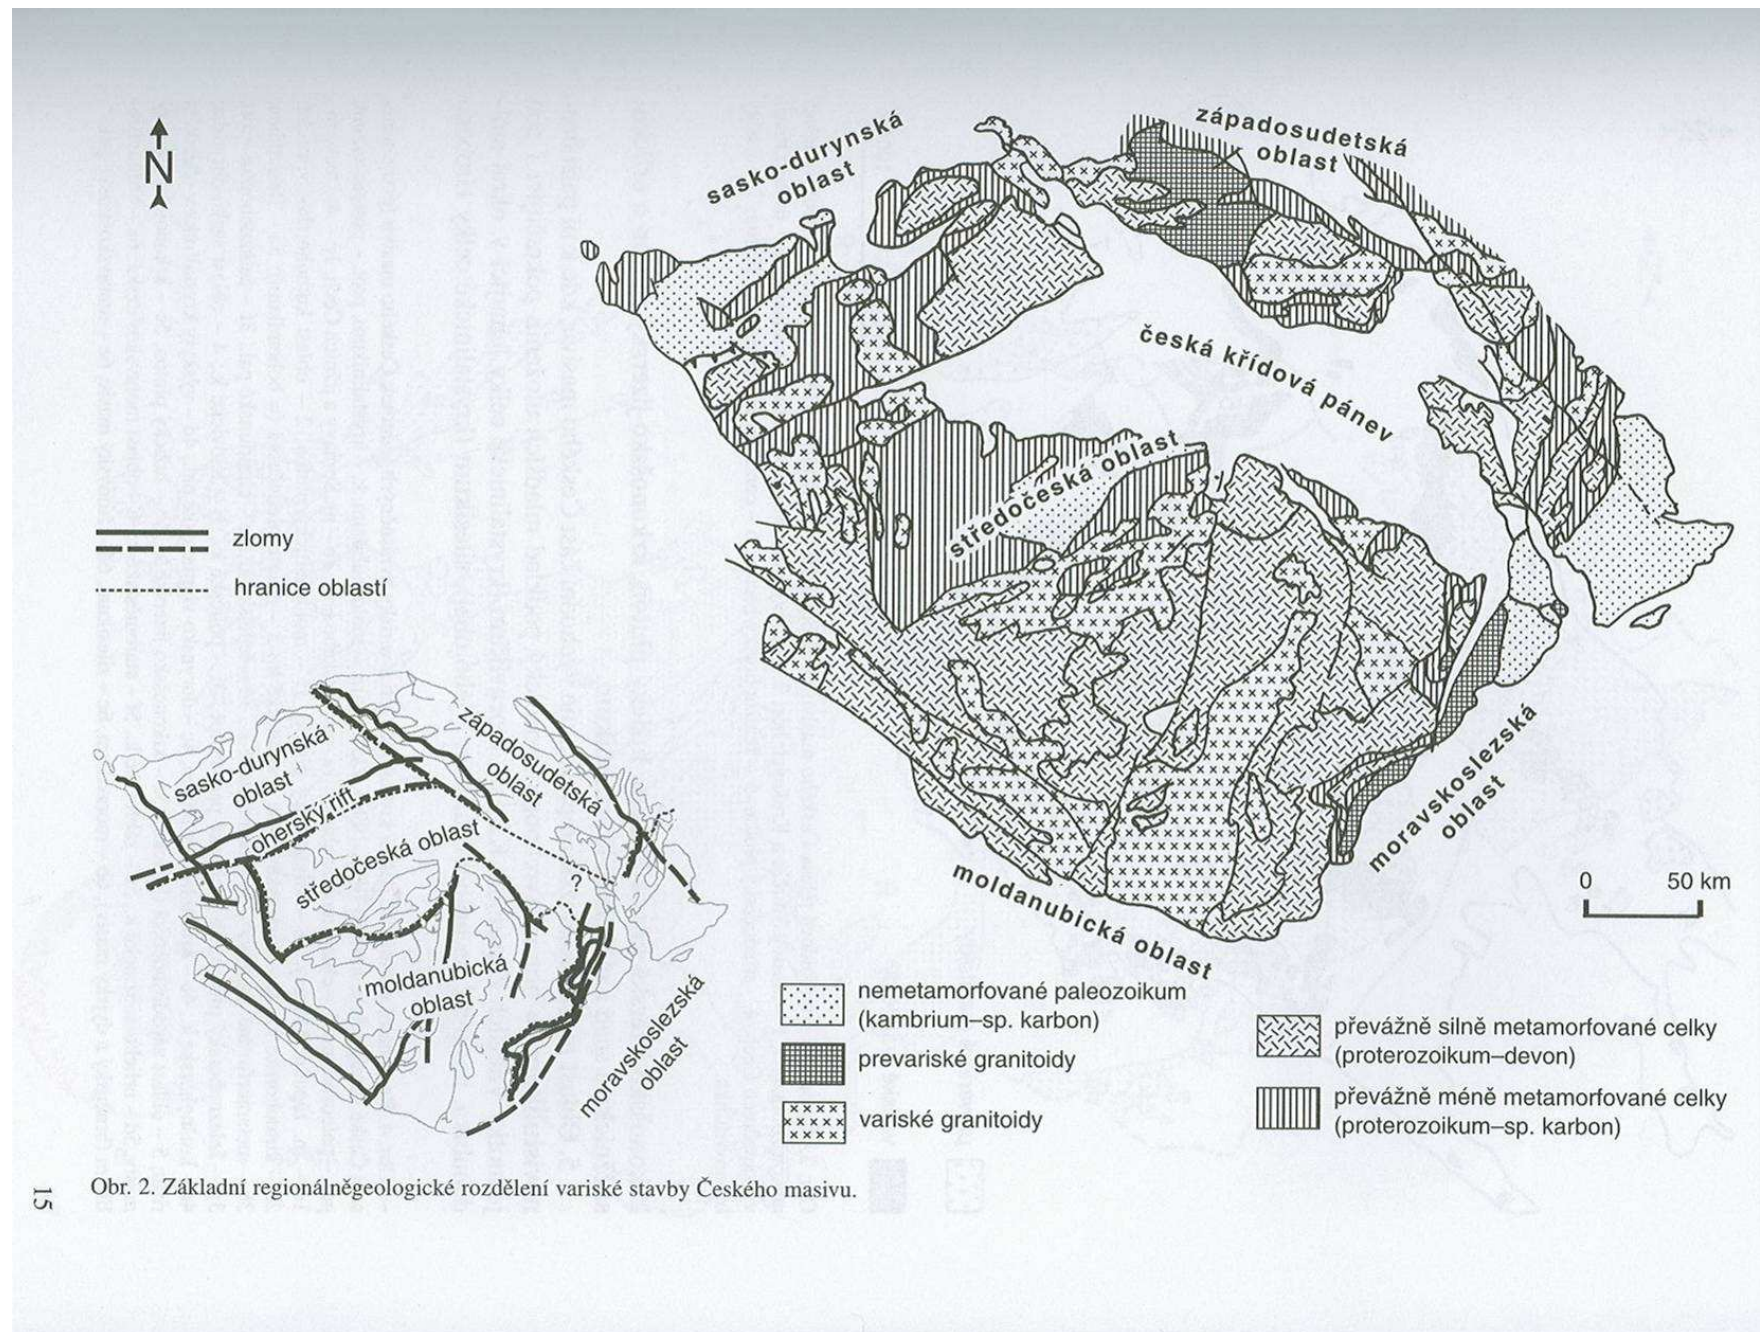 sasko-durynská
oblast
západosudetská
oblast
N
česká křídová pánev
středočeská oblast
zlomy
hranice oblastí
moravskoslezská
oblast
moldanubická oblast
0 50 km
sasko-durynská
oblast
západosudetská
oblast
oherský rift
středočeská oblast
?
moldanubická
oblast
moravskoslezská
oblast
nemetamorfované paleozoikum
(kambrium–sp. karbon)
prevariské granitoidy
variské granitoidy
převážně silně metamorfované celky
(proterozoikum–devon)
převážně méně metamorfované celky
(proterozoikum–sp. karbon)
Obr. 2. Základní regionálněgeologické rozdělení variské stavby Českého masivu.
15